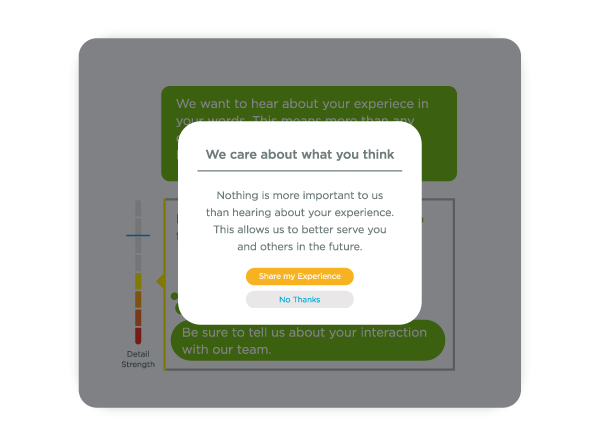 We want to hear about your experiece in
your words. This means more than any
We care about what you think
Nothing is more important to us
than hearing about your experience.
This allows us to better serve you
and others in the future.
Share my Experience
No Thanks
Be sure to tell us about your interaction
with our team.
Detail
Strength